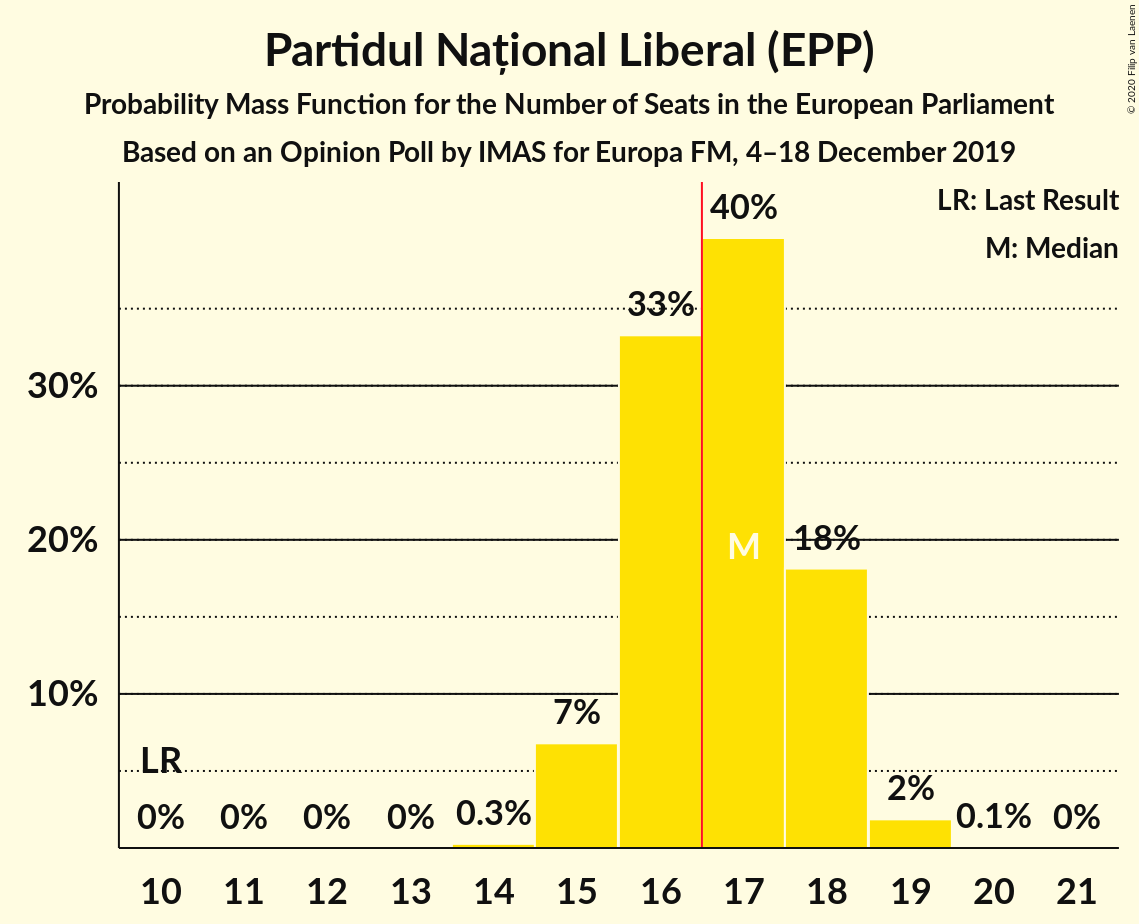 Partidul Național Liberal (EPP)
Probability Mass Function for the Number of Seats in the European Parliament
Based on an Opinion Poll by IMAS for Europa FM, 4–18 December 2019
© 2020 Filip van Laenen
LR: Last Result
M: Median
40%
33%
30%
20%
18%
M
10%
7%
LR
2%
0% 0% 0% 0% 0.3% 0.1% 0%
10 11 12 13 14 15 16 17 18 19 20 21